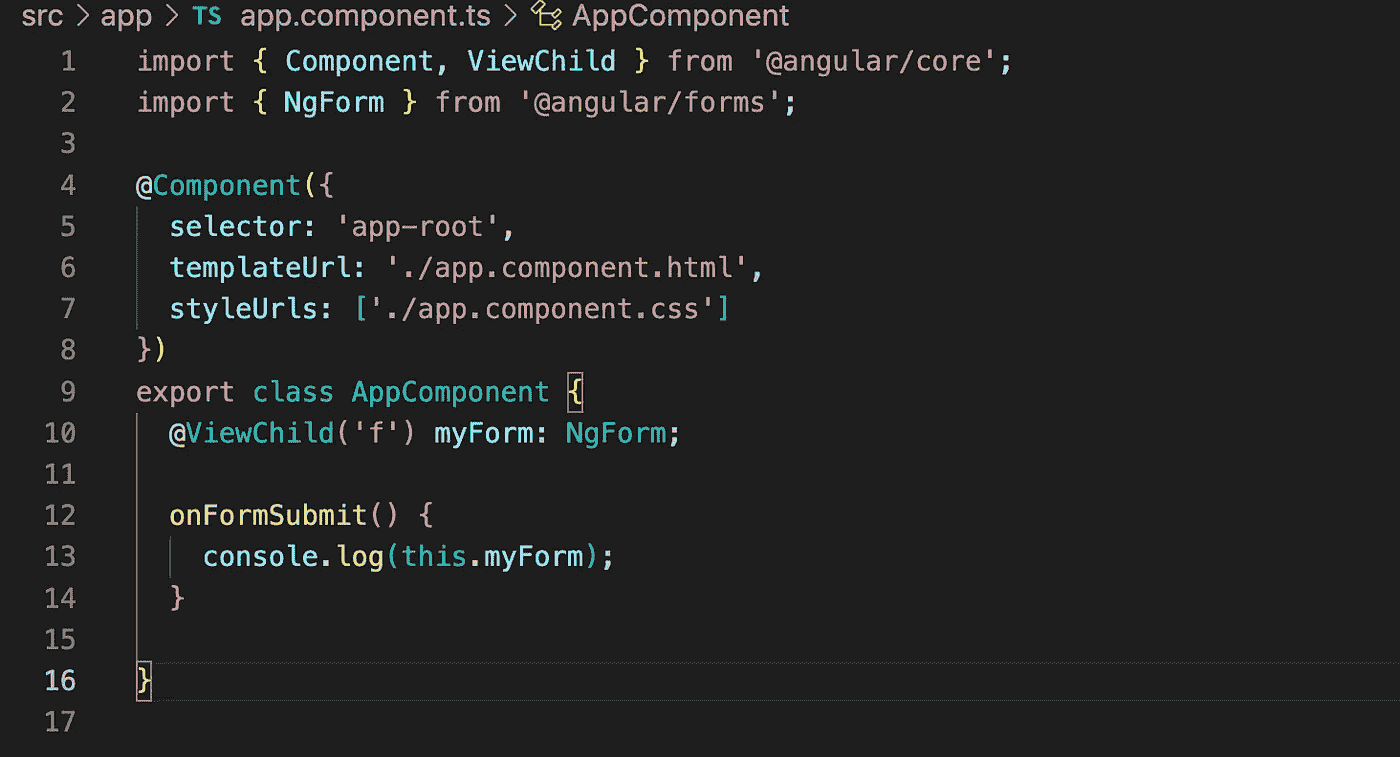 src > app > TS app.component.ts > AppComponent
1 import { Component, ViewChild } from '@angular/core';
2 import { NgForm } from '@angular/forms';
3
4 @Component({
5   selector: 'app-root',
6   templateUrl: './app.component.html',
7   styleUrls: ['./app.component.css']
8 })
9 export class AppComponent {
10   @ViewChild('f') myForm: NgForm;
11
12   onFormSubmit() {
13     console.log(this.myForm);
14   }
15
16 }
17